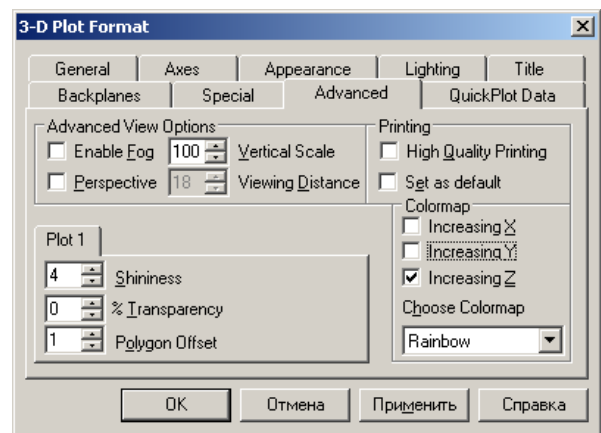 3-D Plot Format
General Axes Appearance Lighting Title
Backplanes Special Advanced QuickPlot Data
Advanced View Options
Enable Fog 100 Vertical Scale
Perspective 18 Viewing Distance
Printing
High Quality Printing
Set as default
Colormap
Increasing X
Increasing Y
Increasing Z
Choose Colormap
Rainbow
Plot 1
4 Shininess
0 % Transparency
1 Polygon Offset
OK Отмена Применить Справка